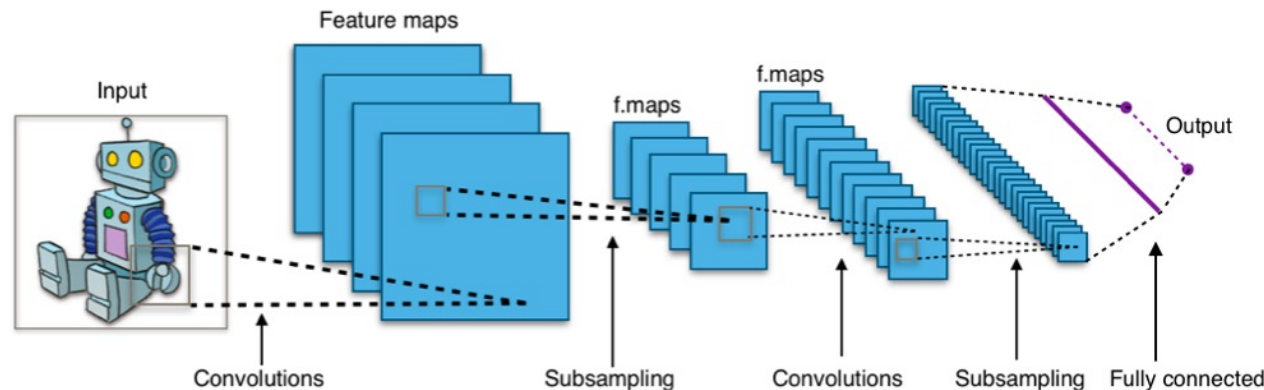 Feature maps
Input
f.maps
f.maps
Output
Convolutions
Subsampling
Convolutions
Subsampling
Fully connected